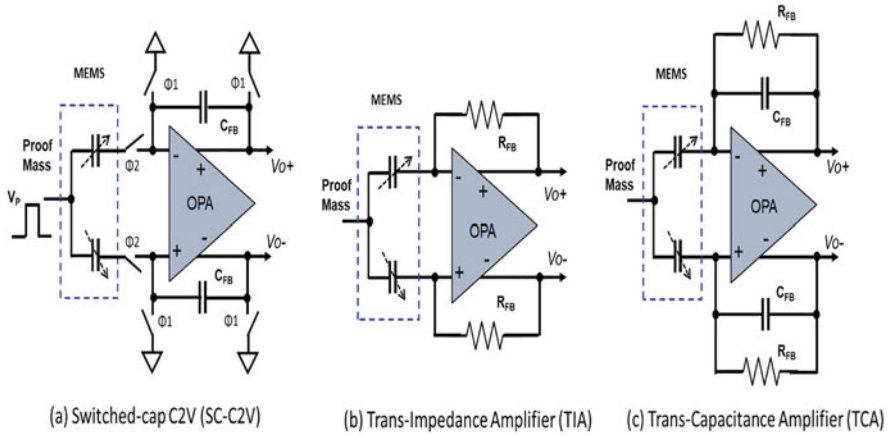 MEMS
Proof
Mass
V_P
Φ1
Φ1
C_FB
Φ2
-
+
OPA
Vo+
Φ2
+
-
Vo-
C_FB
Φ1
Φ1
(a) Switched-cap C2V (SC-C2V)
MEMS
Proof
Mass
R_FB
-
+
OPA
Vo+
+
-
Vo-
R_FB
(b) Trans-Impedance Amplifier (TIA)
R_FB
MEMS
C_FB
Proof
Mass
-
+
OPA
Vo+
+
-
Vo-
C_FB
R_FB
(c) Trans-Capacitance Amplifier (TCA)